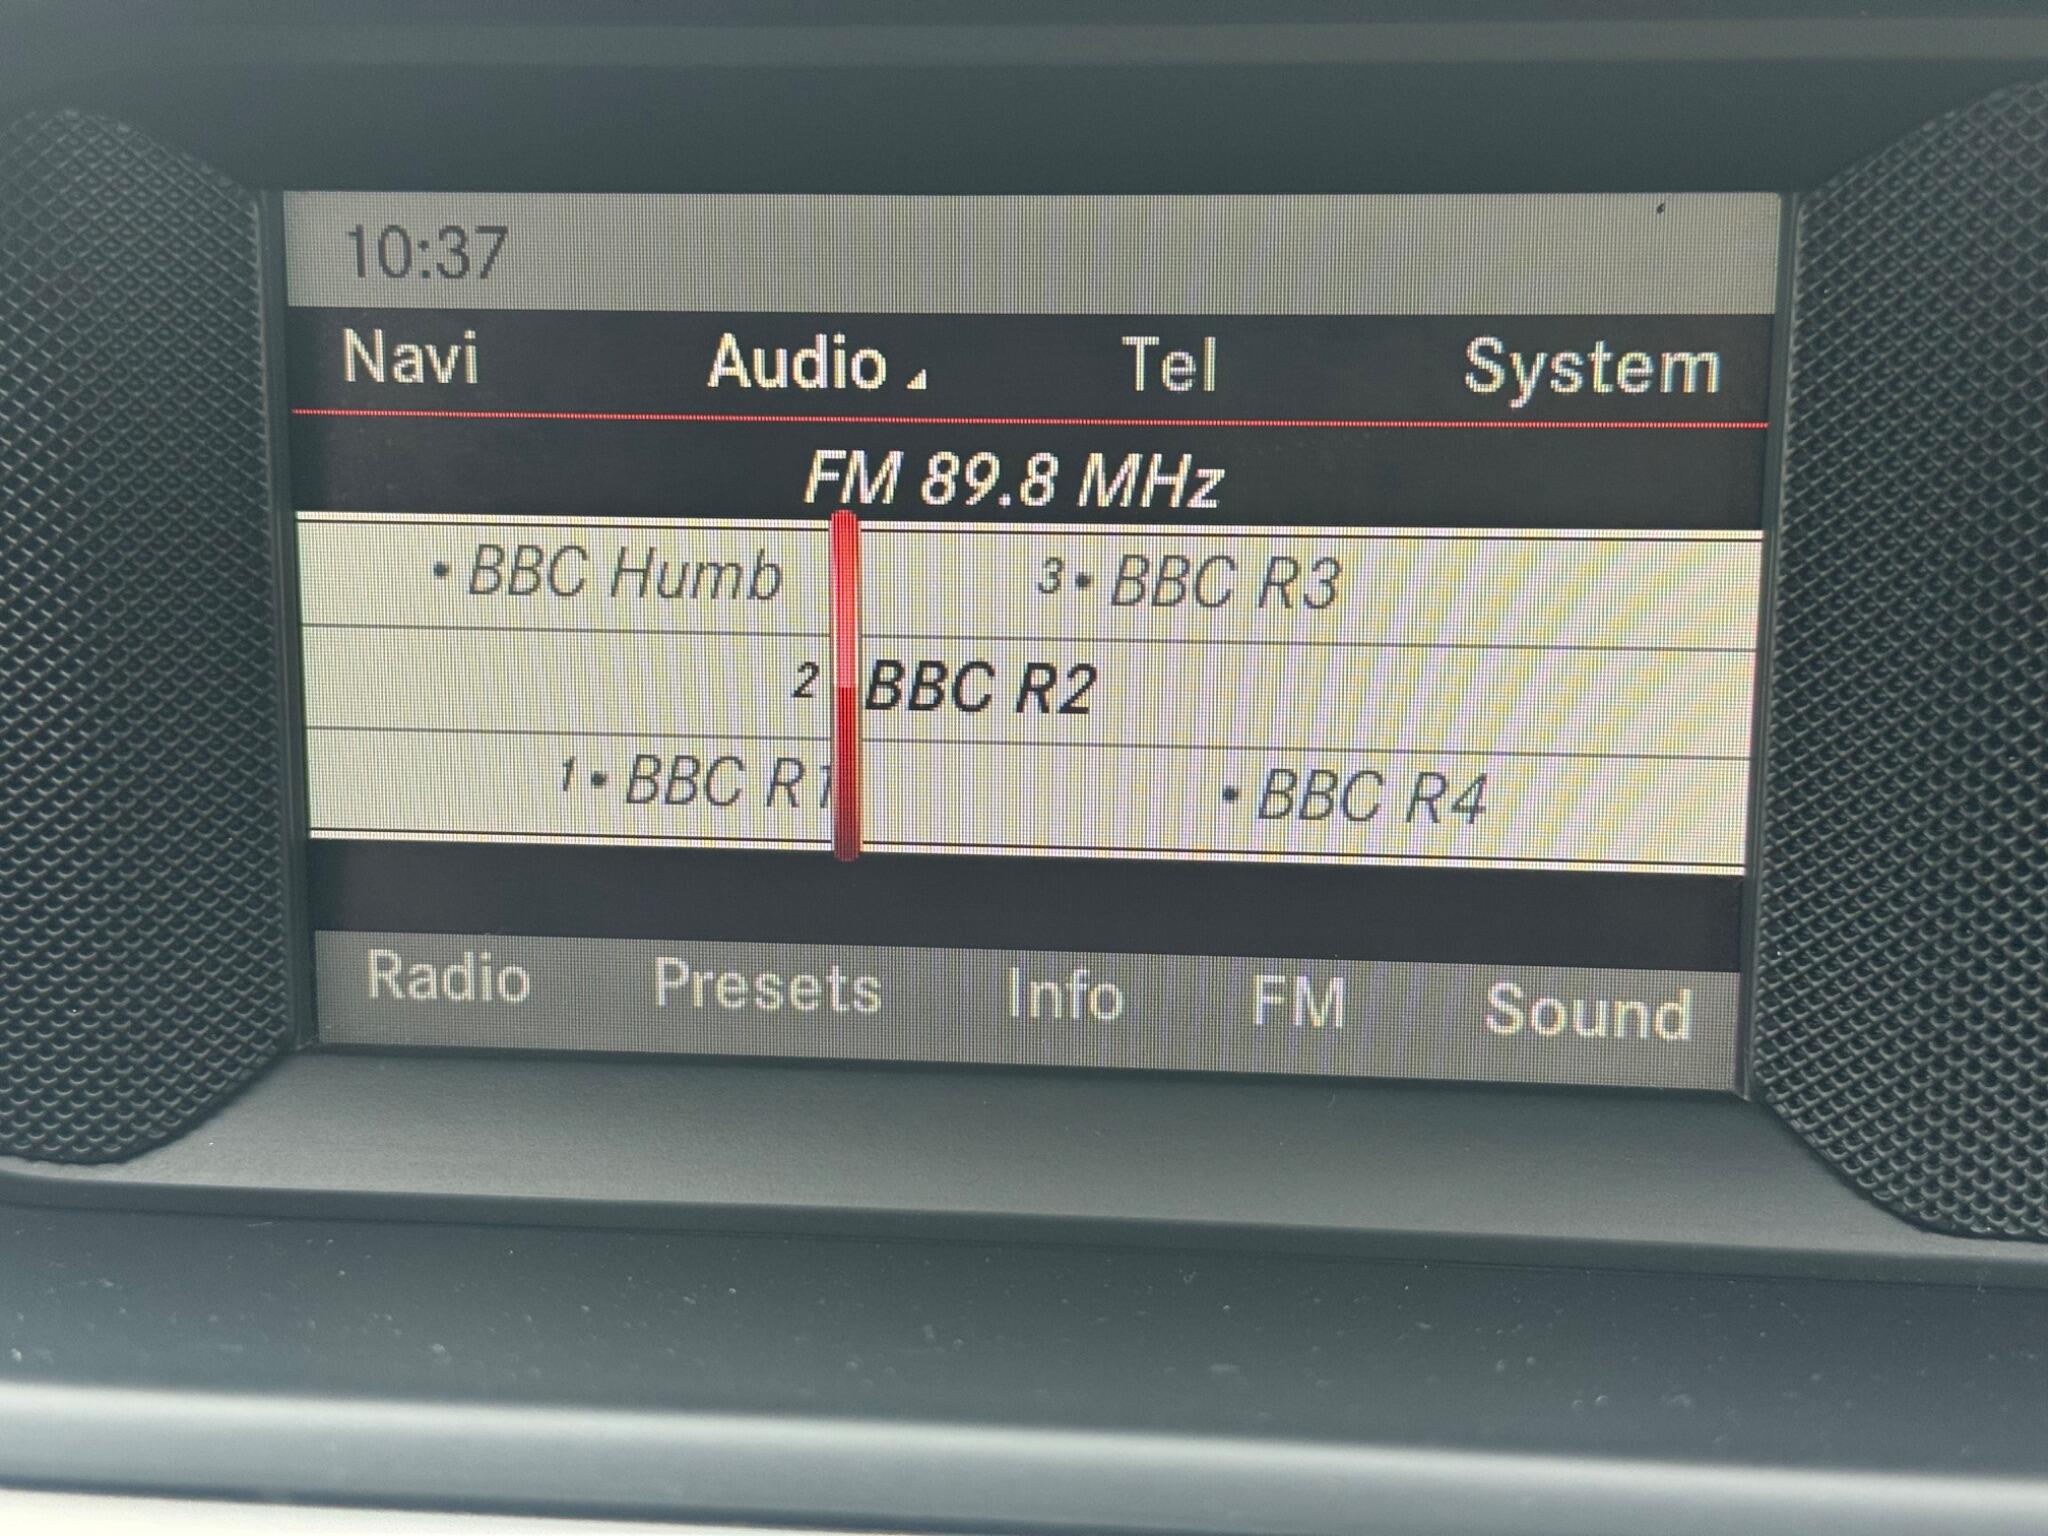 10:37
Navi Audio Tel System
FM 89.8 MHz
• BBC Humb 3 • BBC R3
2 BBC R2
1 • BBC R1 • BBC R4
Radio Presets Info FM Sound